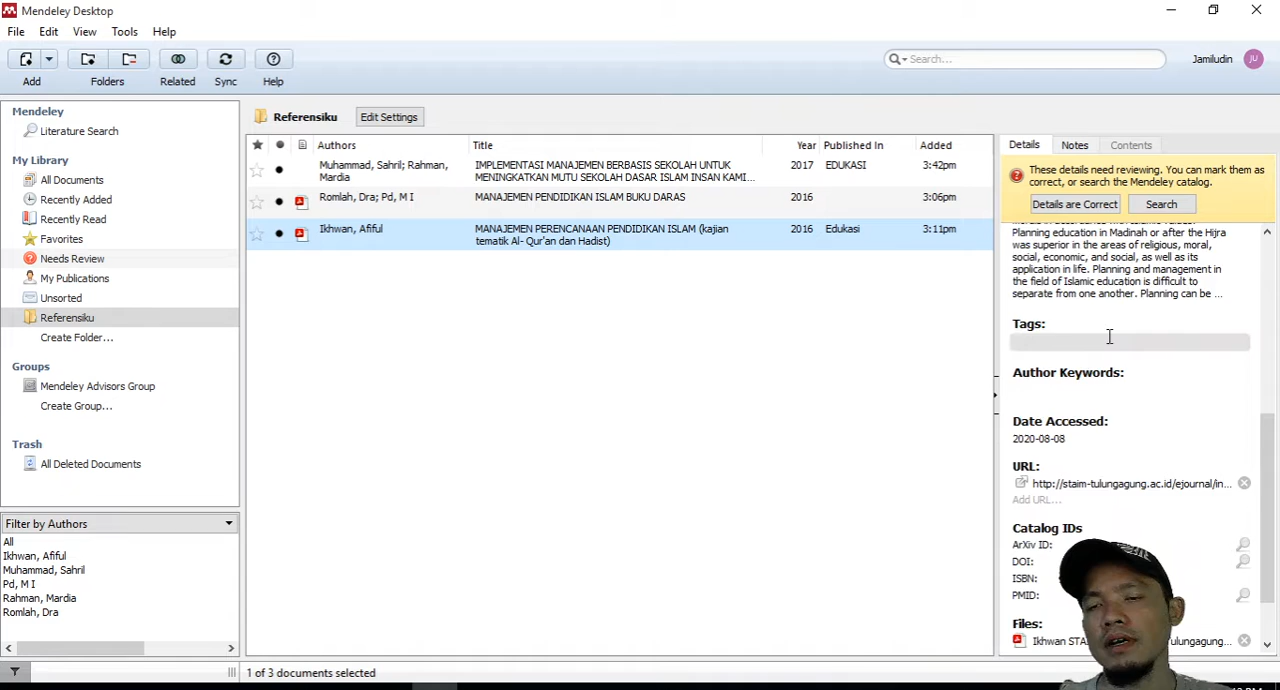 Mendeley Desktop
File Edit View Tools Help
Add Folders Related Sync Help
Search...
Jamiludin JU
Mendeley
Literature Search
My Library
All Documents
Recently Added
Recently Read
Favorites
Needs Review
My Publications
Unsorted
Referensiku
Create Folder...
Groups
Mendeley Advisors Group
Create Group...
Trash
All Deleted Documents
Filter by Authors
All
Ikhwan, Afiful
Muhammad, Sahril
Pd, M I
Rahman, Mardia
Romlah, Dra
Referensiku Edit Settings
Authors Title Year Published In Added
Muhammad, Sahril; Rahman, Mardia
IMPLEMENTASI MANAJEMEN BERBASIS SEKOLAH UNTUK
MENINGKATKAN MUTU SEKOLAH DASAR ISLAM INSAN KAMI...
2017 EDUKASI 3:42pm
Romlah, Dra; Pd, M I MANAJEMEN PENDIDIKAN ISLAM BUKU DARAS 2016 3:06pm
Ikhwan, Afiful
MANAJEMEN PERENCANAAN PENDIDIKAN ISLAM (kajian
tematik Al- Qur'an dan Hadist)
2016 Edukasi 3:11pm
1 of 3 documents selected
Details Notes Contents
These details need reviewing. You can mark them as
correct, or search the Mendeley catalog.
Details are Correct Search
Planning education in Madinah or after the Hijra
was superior in the areas of religious, moral,
social, economic, and social, as well as its
application in life. Planning and management in
the field of Islamic education is difficult to
separate from one another. Planning can be ...
Tags:
Author Keywords:
Date Accessed:
2020-08-08
URL:
http://staim-tulungagung.ac.id/ejournal/in...
Add URL...
Catalog IDs
ArXiv ID:
DOI:
ISBN:
PMID:
Files:
Ikhwan STA
Tulungagung...
PM